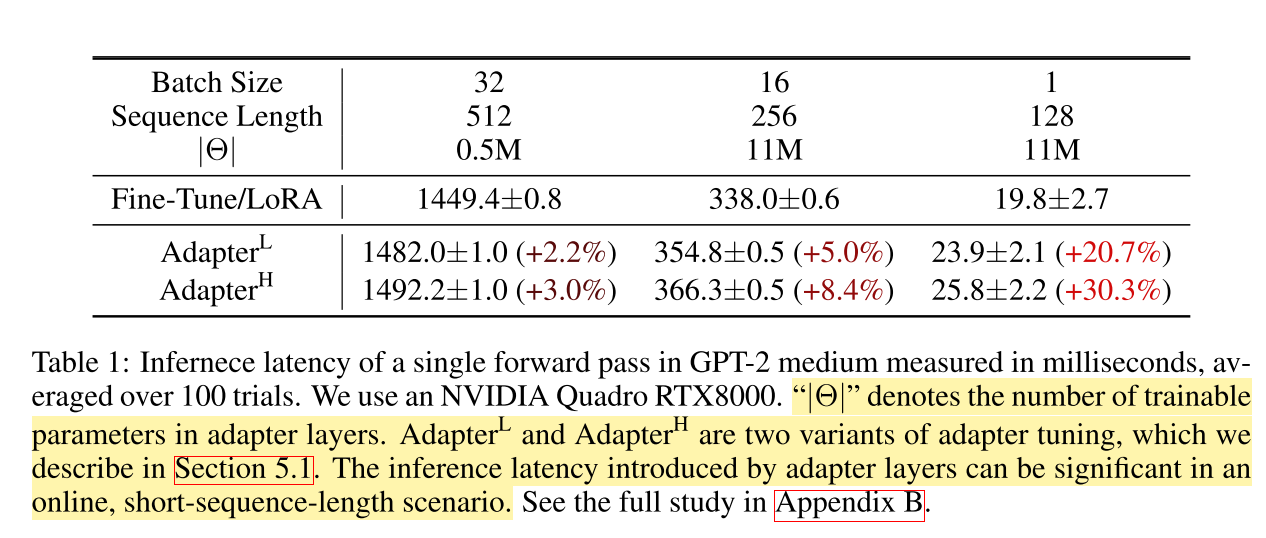 Batch Size 32 16 1
Sequence Length 512 256 128
|Θ| 0.5M 11M 11M
Fine-Tune/LoRA 1449.4±0.8 338.0±0.6 19.8±2.7
Adapter^L 1482.0±1.0 (+2.2%) 354.8±0.5 (+5.0%) 23.9±2.1 (+20.7%)
Adapter^H 1492.2±1.0 (+3.0%) 366.3±0.5 (+8.4%) 25.8±2.2 (+30.3%)
Table 1: Infernece latency of a single forward pass in GPT-2 medium measured in milliseconds, av-
eraged over 100 trials. We use an NVIDIA Quadro RTX8000. “|Θ|” denotes the number of trainable
parameters in adapter layers. Adapter^L and Adapter^H are two variants of adapter tuning, which we
describe in Section 5.1. The inference latency introduced by adapter layers can be significant in an
online, short-sequence-length scenario. See the full study in Appendix B.